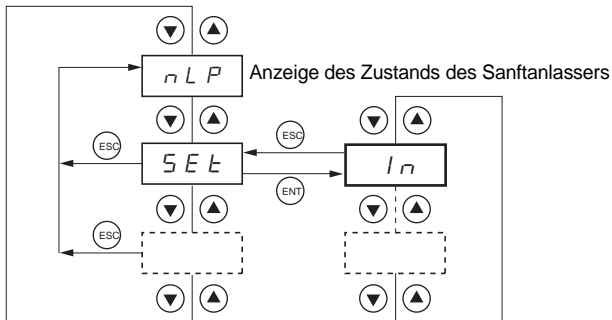 nLP Anzeige des Zustands des Sanftanlassers
ESC
ESC
SEt
In
ENT
ESC